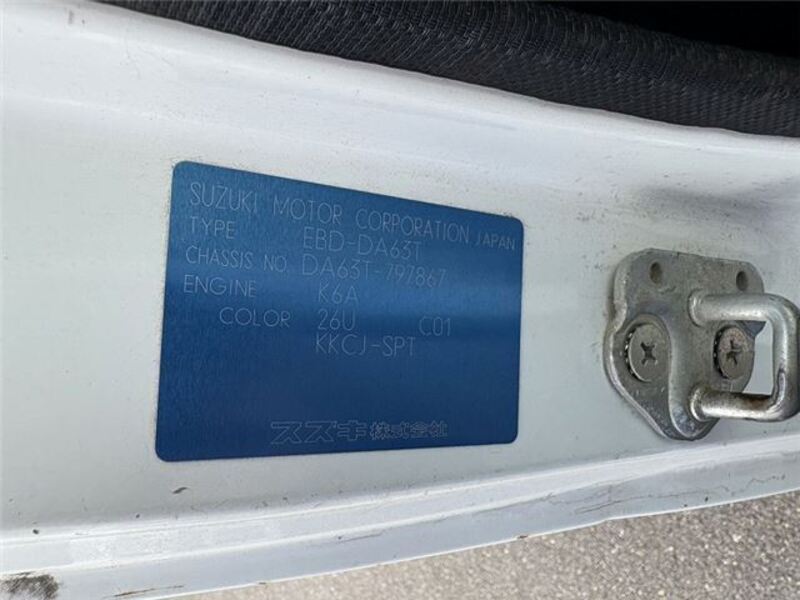 SUZUKI MOTOR CORPORATION JAPAN
TYPE EBD-DA63T
CHASSIS NO. DA63T-797867
ENGINE K6A
COLOR 26U C01
KKCJ-SPT
スズキ株式会社